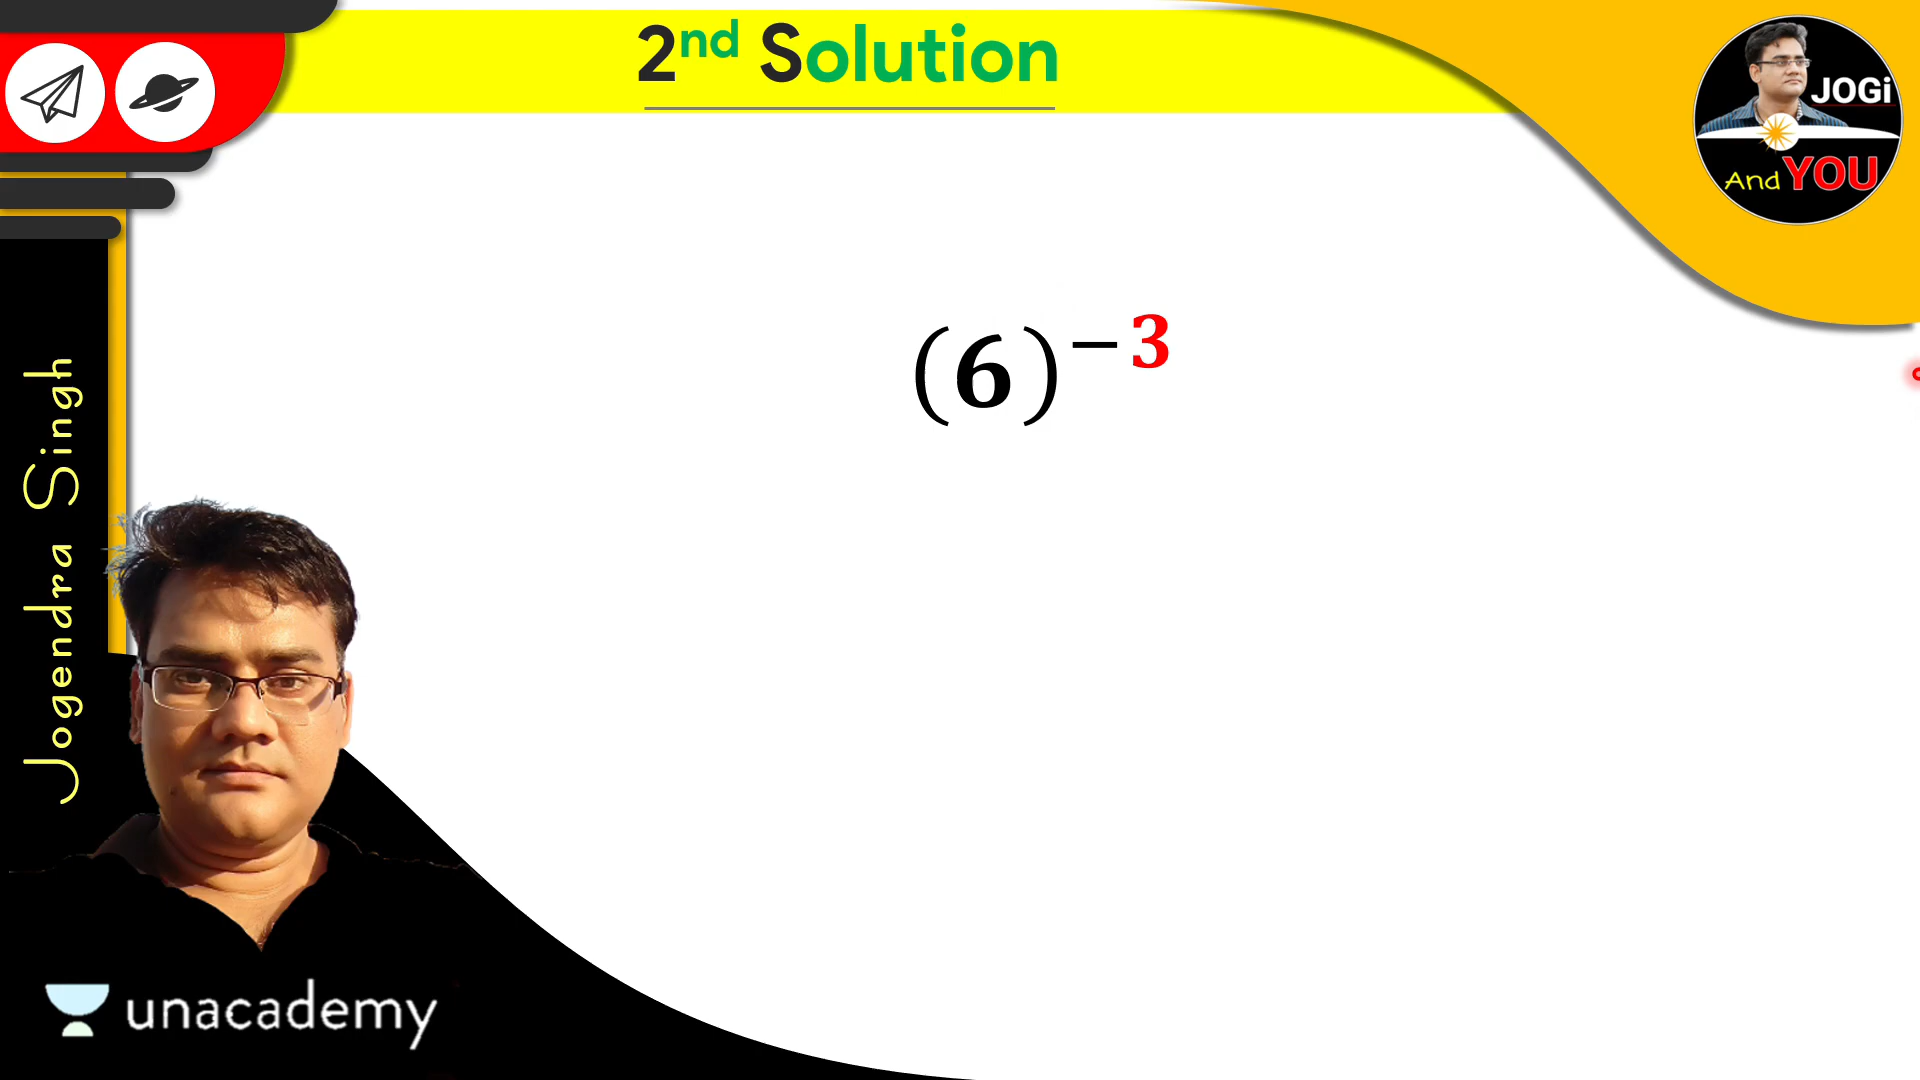 2nd Solution
JOGi
And YOU
(6)⁻³
Jogendra Singh
unacademy